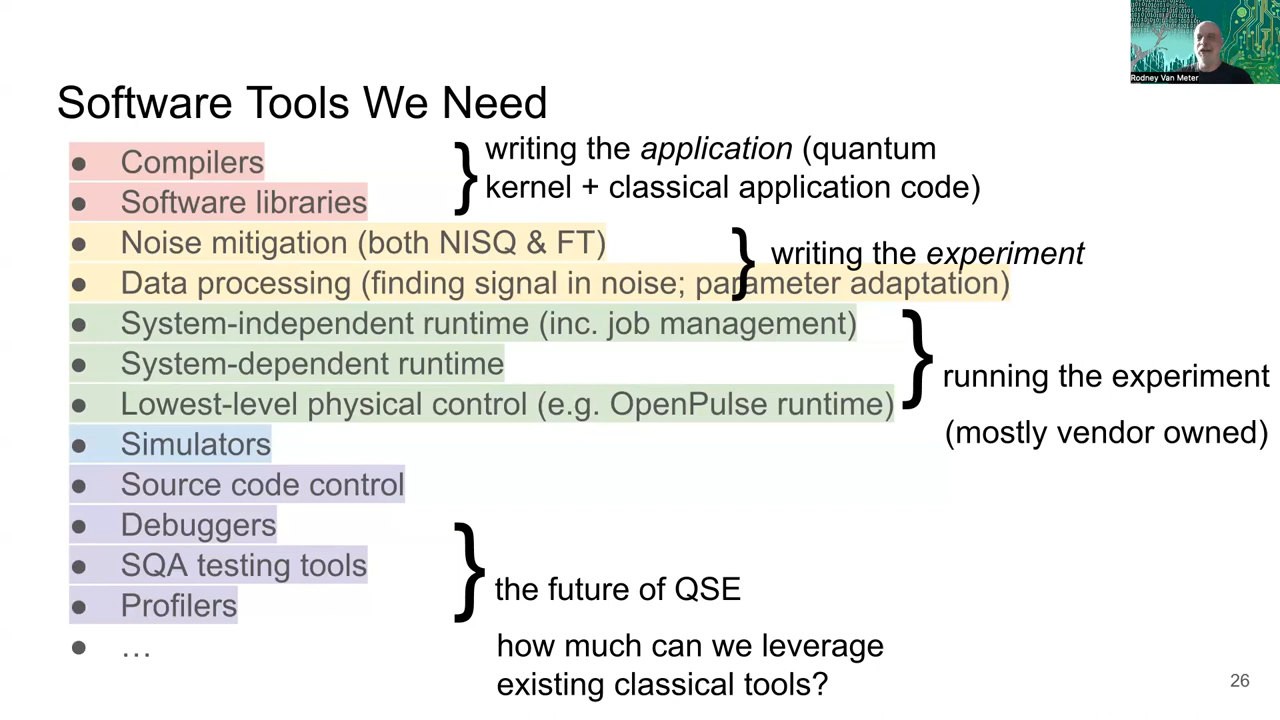 Rodney Van Meter
Software Tools We Need
● Compilers
● Software libraries
writing the application (quantum
kernel + classical application code)
● Noise mitigation (both NISQ & FT)
● Data processing (finding signal in noise; parameter adaptation)
writing the experiment
● System-independent runtime (inc. job management)
● System-dependent runtime
● Lowest-level physical control (e.g. OpenPulse runtime)
running the experiment
(mostly vendor owned)
● Simulators
● Source code control
● Debuggers
● SQA testing tools
● Profilers
● …
the future of QSE
how much can we leverage
existing classical tools?
26